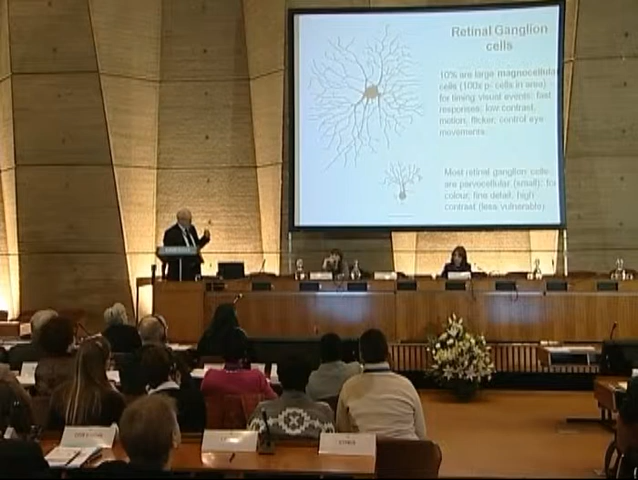 Retinal Ganglion
cells
10% are large magnocellular
cells (100x p- cells in area) -
for timing visual events: fast
responses; low contrast,
motion, flicker; control eye
movements
Most retinal ganglion cells
are parvocellular (small): for
colour, fine detail, high
contrast (less vulnerable)